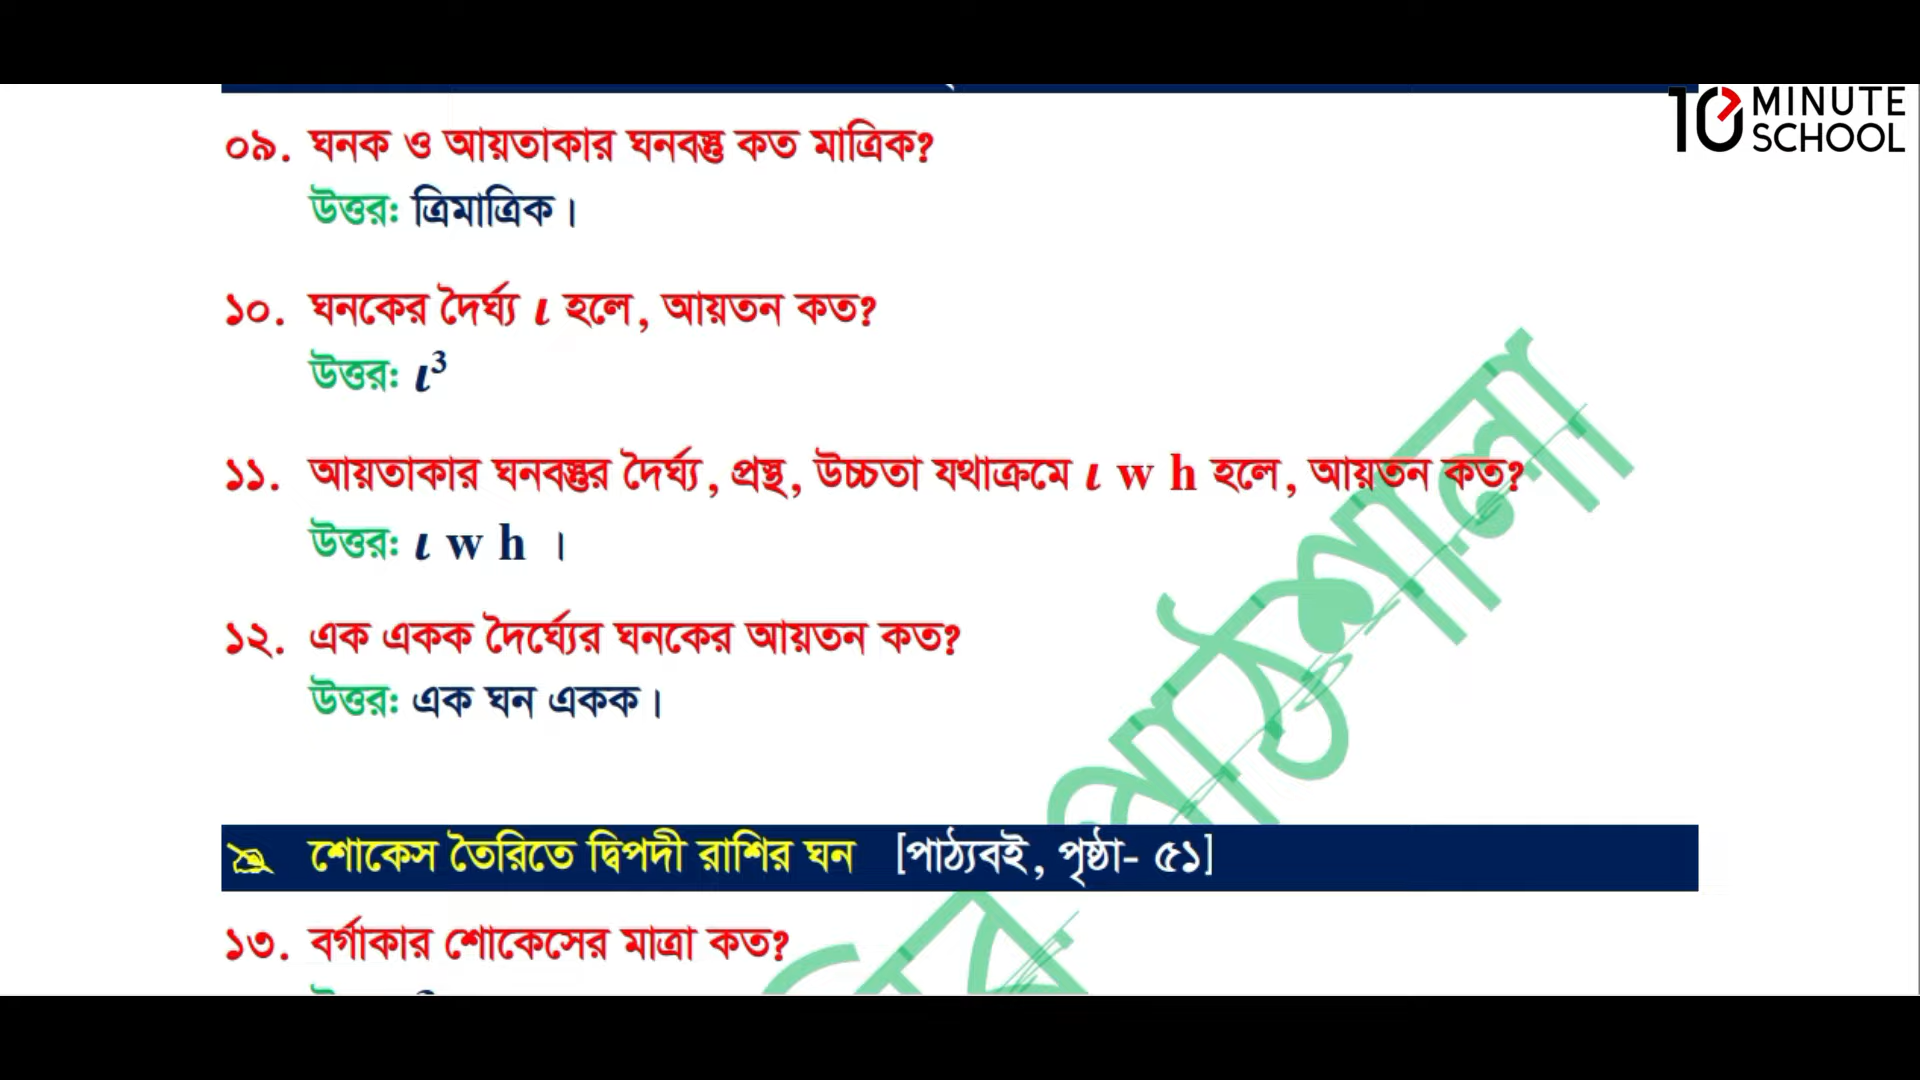 10 MINUTE
SCHOOL
০৯. ঘনক ও আয়তাকার ঘনবস্তু কত মাত্রিক?
উত্তর: ত্রিমাত্রিক।
১০. ঘনকের দৈর্ঘ্য l হলে, আয়তন কত?
উত্তর: l³
১১. আয়তাকার ঘনবস্তুর দৈর্ঘ্য, প্রস্থ, উচ্চতা যথাক্রমে l w h হলে, আয়তন কত?
উত্তর: l w h ।
১২. এক একক দৈর্ঘ্যের ঘনকের আয়তন কত?
উত্তর: এক ঘন একক।
পাঠশালা
শোকেস তৈরিতে দ্বিপদী রাশির ঘন [পাঠ্যবই, পৃষ্ঠা- ৫১]
১৩. বর্গাকার শোকেসের মাত্রা কত?